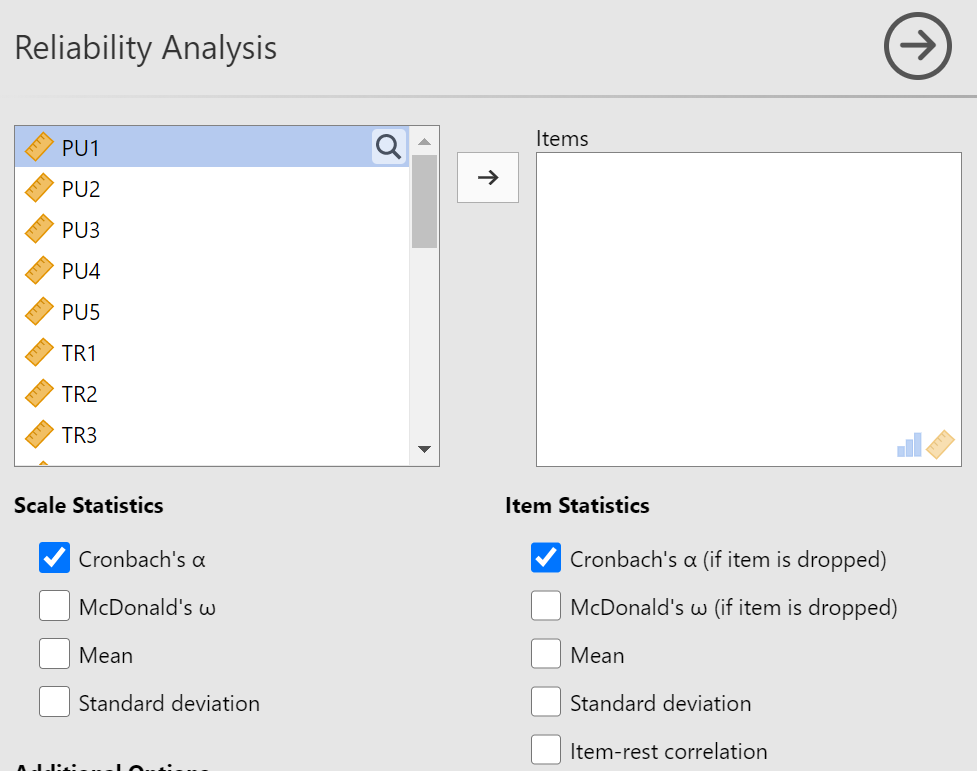 Reliability Analysis
PU1
PU2
PU3
PU4
PU5
TR1
TR2
TR3
Items
Scale Statistics
Cronbach's α
McDonald's ω
Mean
Standard deviation
Item Statistics
Cronbach's α (if item is dropped)
McDonald's ω (if item is dropped)
Mean
Standard deviation
Item-rest correlation
Additional Options